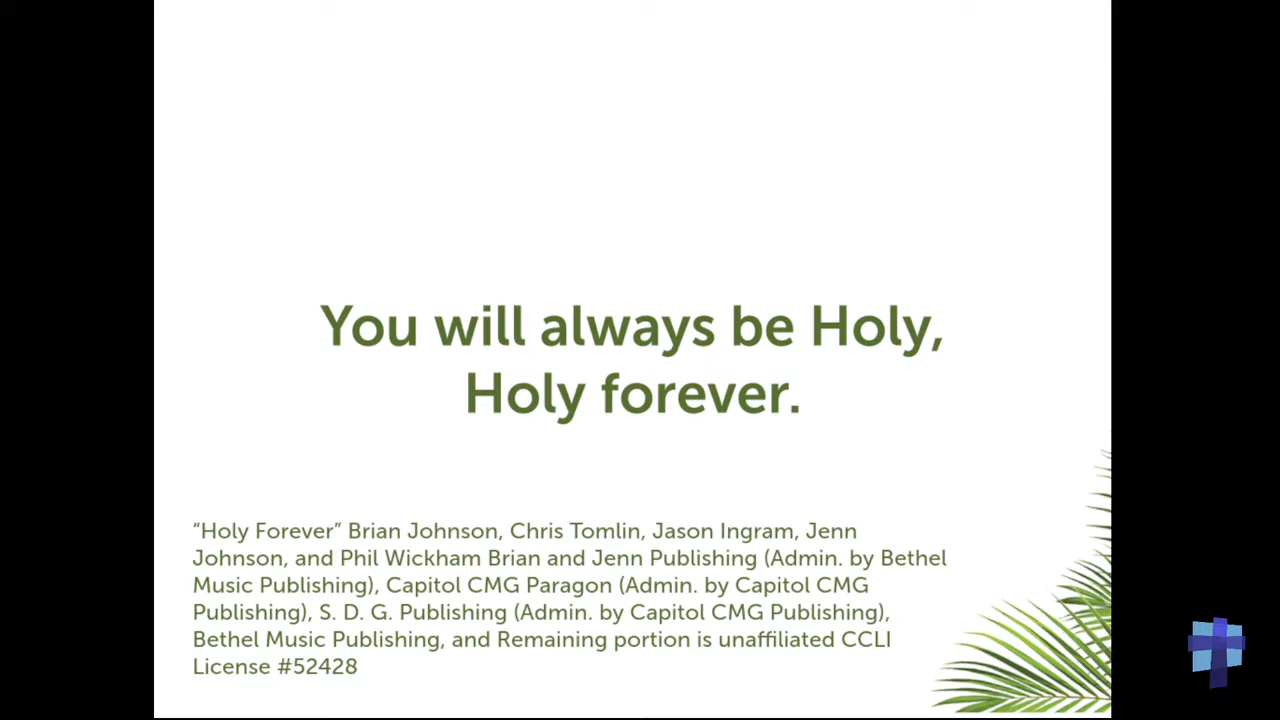 You will always be Holy,
Holy forever.
“Holy Forever” Brian Johnson, Chris Tomlin, Jason Ingram, Jenn
Johnson, and Phil Wickham Brian and Jenn Publishing (Admin. by Bethel
Music Publishing), Capitol CMG Paragon (Admin. by Capitol CMG
Publishing), S. D. G. Publishing (Admin. by Capitol CMG Publishing),
Bethel Music Publishing, and Remaining portion is unaffiliated CCLI
License #52428